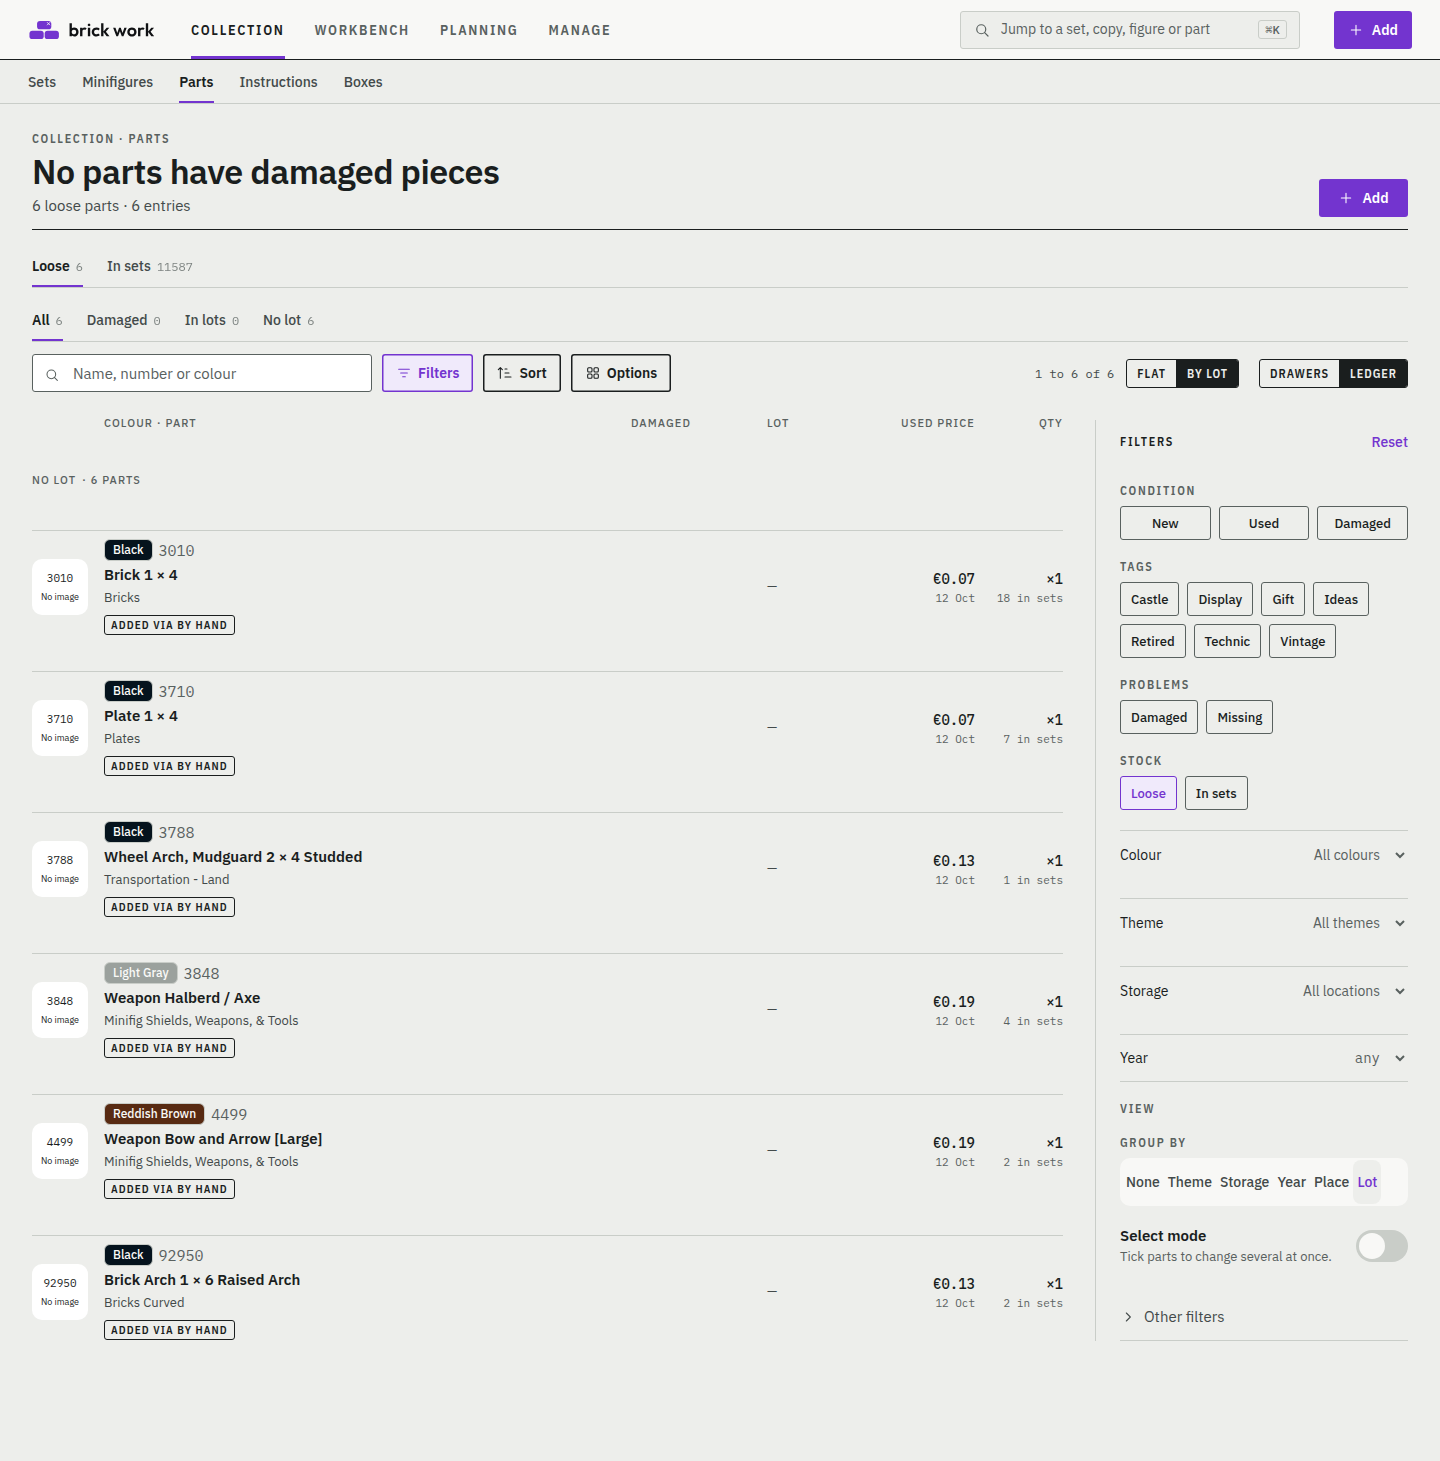 brick work
COLLECTION
WORKBENCH
PLANNING
MANAGE
Jump to a set, copy, figure or part
⌘K
+ Add
Sets
Minifigures
Parts
Instructions
Boxes
COLLECTION · PARTS
No parts have damaged pieces
6 loose parts · 6 entries
+ Add
Loose 6
In sets 11587
All 6
Damaged 0
In lots 0
No lot 6
Name, number or colour
Filters
Sort
Options
1 to 6 of 6
FLAT
BY LOT
DRAWERS
LEDGER
COLOUR · PART
DAMAGED
LOT
USED PRICE
QTY
NO LOT · 6 PARTS
3010
No image
Black 3010
Brick 1 × 4
Bricks
ADDED VIA BY HAND
—
€0.07
12 Oct
×1
18 in sets
3710
No image
Black 3710
Plate 1 × 4
Plates
ADDED VIA BY HAND
—
€0.07
12 Oct
×1
7 in sets
3788
No image
Black 3788
Wheel Arch, Mudguard 2 × 4 Studded
Transportation - Land
ADDED VIA BY HAND
—
€0.13
12 Oct
×1
1 in sets
3848
No image
Light Gray 3848
Weapon Halberd / Axe
Minifig Shields, Weapons, & Tools
ADDED VIA BY HAND
—
€0.19
12 Oct
×1
4 in sets
4499
No image
Reddish Brown 4499
Weapon Bow and Arrow [Large]
Minifig Shields, Weapons, & Tools
ADDED VIA BY HAND
—
€0.19
12 Oct
×1
2 in sets
92950
No image
Black 92950
Brick Arch 1 × 6 Raised Arch
Bricks Curved
ADDED VIA BY HAND
—
€0.13
12 Oct
×1
2 in sets
FILTERS
Reset
CONDITION
New
Used
Damaged
TAGS
Castle
Display
Gift
Ideas
Retired
Technic
Vintage
PROBLEMS
Damaged
Missing
STOCK
Loose
In sets
Colour
All colours
Theme
All themes
Storage
All locations
Year
any
VIEW
GROUP BY
None
Theme
Storage
Year
Place
Lot
Select mode
Tick parts to change several at once.
Other filters